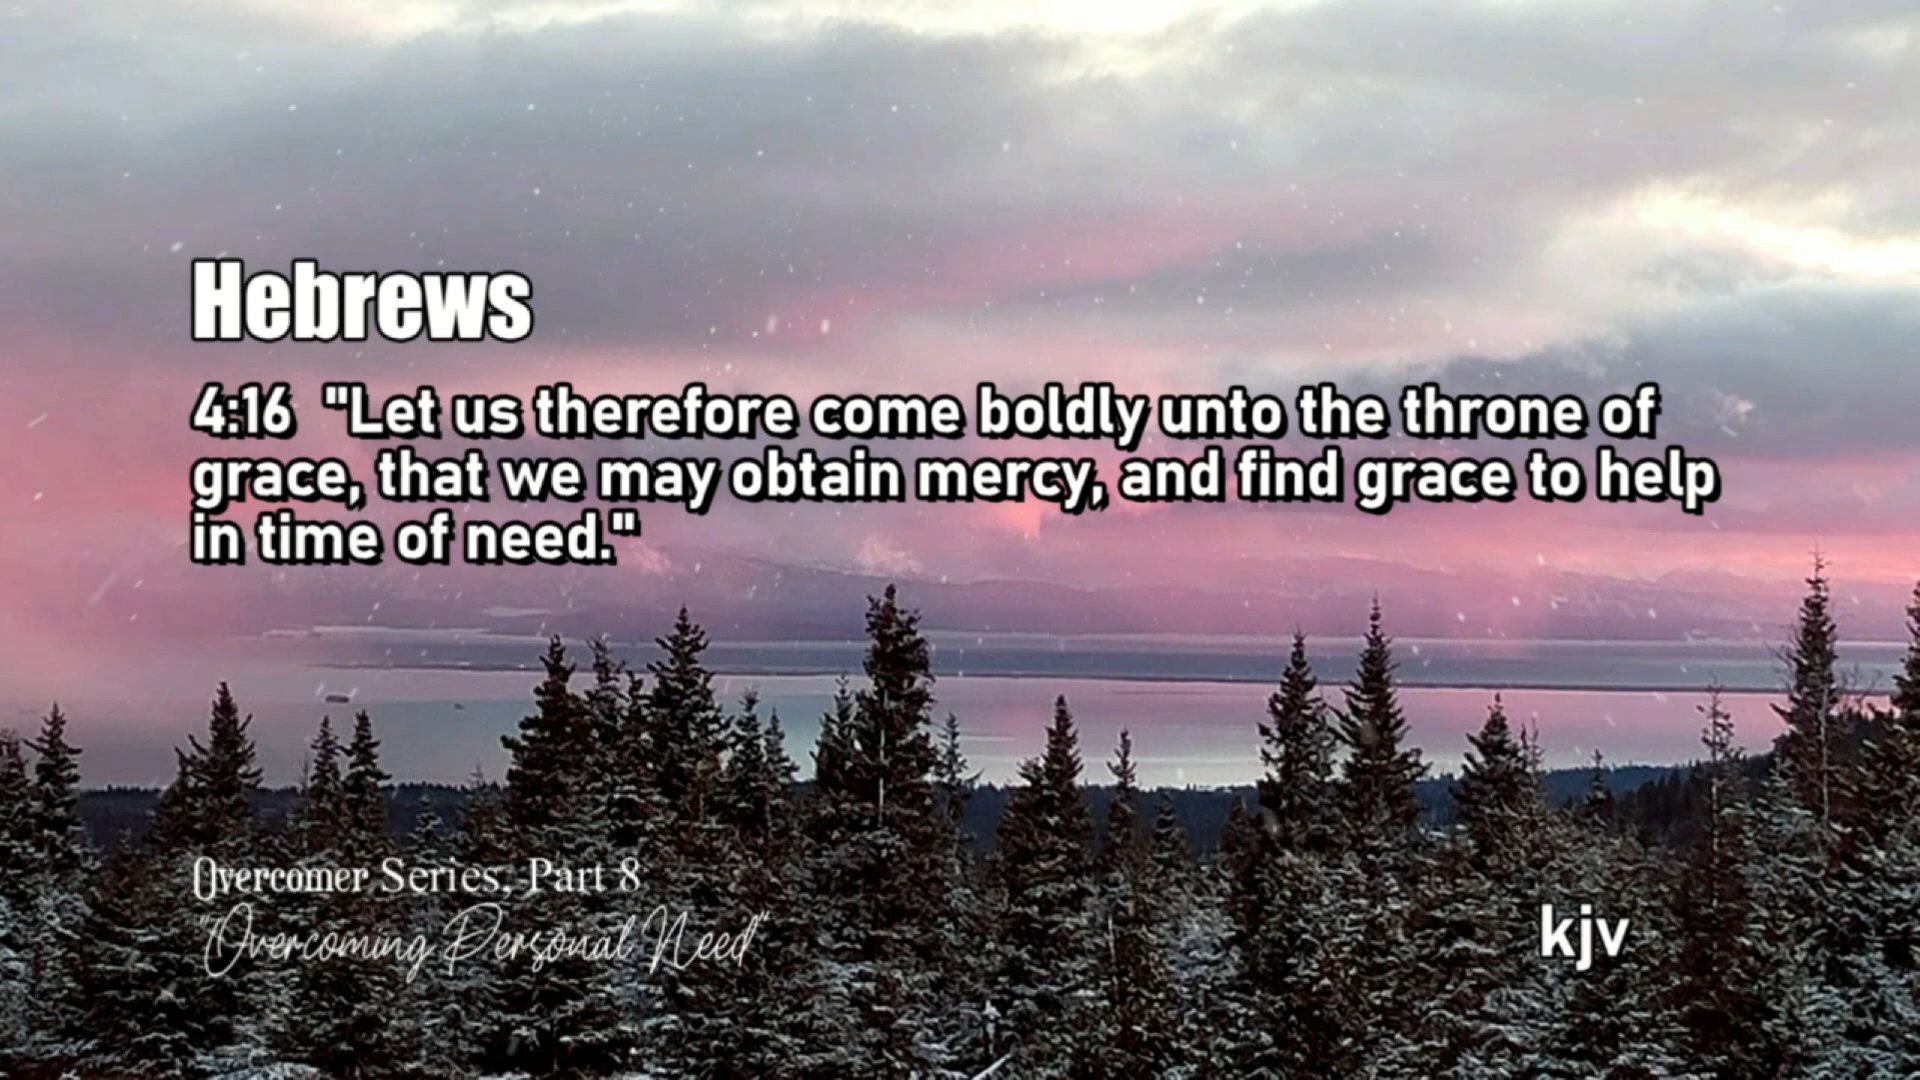 Hebrews
4:16 "Let us therefore come boldly unto the throne of
grace, that we may obtain mercy, and find grace to help
in time of need."
Overcomer Series, Part 8
"Overcoming Personal Need"
kjv